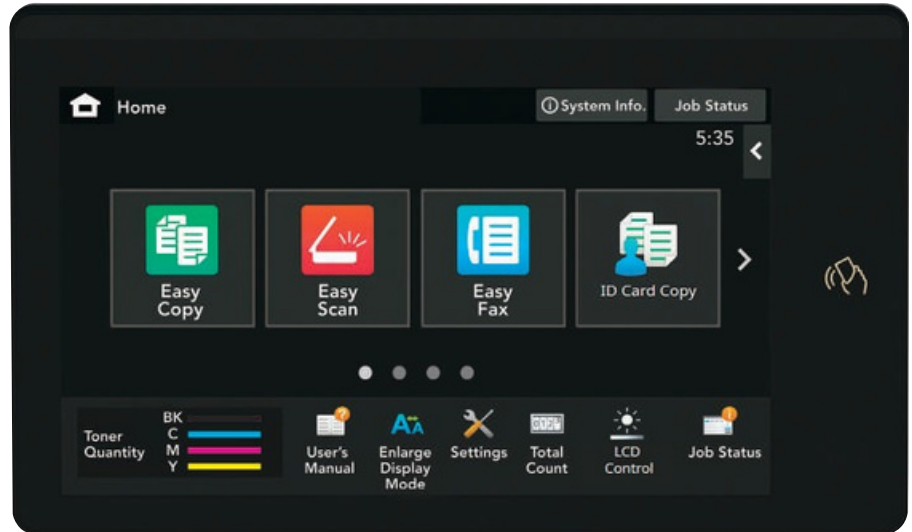 Home
System Info.
Job Status
5:35
Easy
Copy
Easy
Scan
Easy
Fax
ID Card Copy
Toner
Quantity
BK
C
M
Y
User's
Manual
Enlarge
Display
Mode
Settings
Total
Count
LCD
Control
Job Status